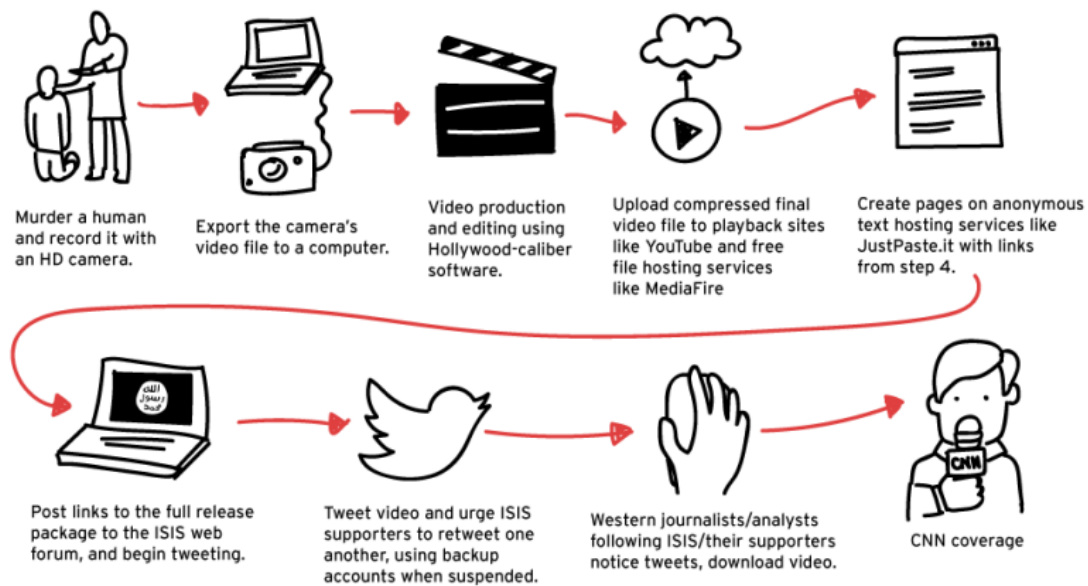 Murder a human
and record it with
an HD camera.
Export the camera's
video file to a computer.
Video production
and editing using
Hollywood-caliber
software.
Upload compressed final
video file to playback sites
like YouTube and free
file hosting services
like MediaFire
Create pages on anonymous
text hosting services like
JustPaste.it with links
from step 4.
الله
رسول
محمد
Post links to the full release
package to the ISIS web
forum, and begin tweeting.
Tweet video and urge ISIS
supporters to retweet one
another, using backup
accounts when suspended.
Western journalists/analysts
following ISIS/their supporters
notice tweets, download video.
CNN
CNN coverage